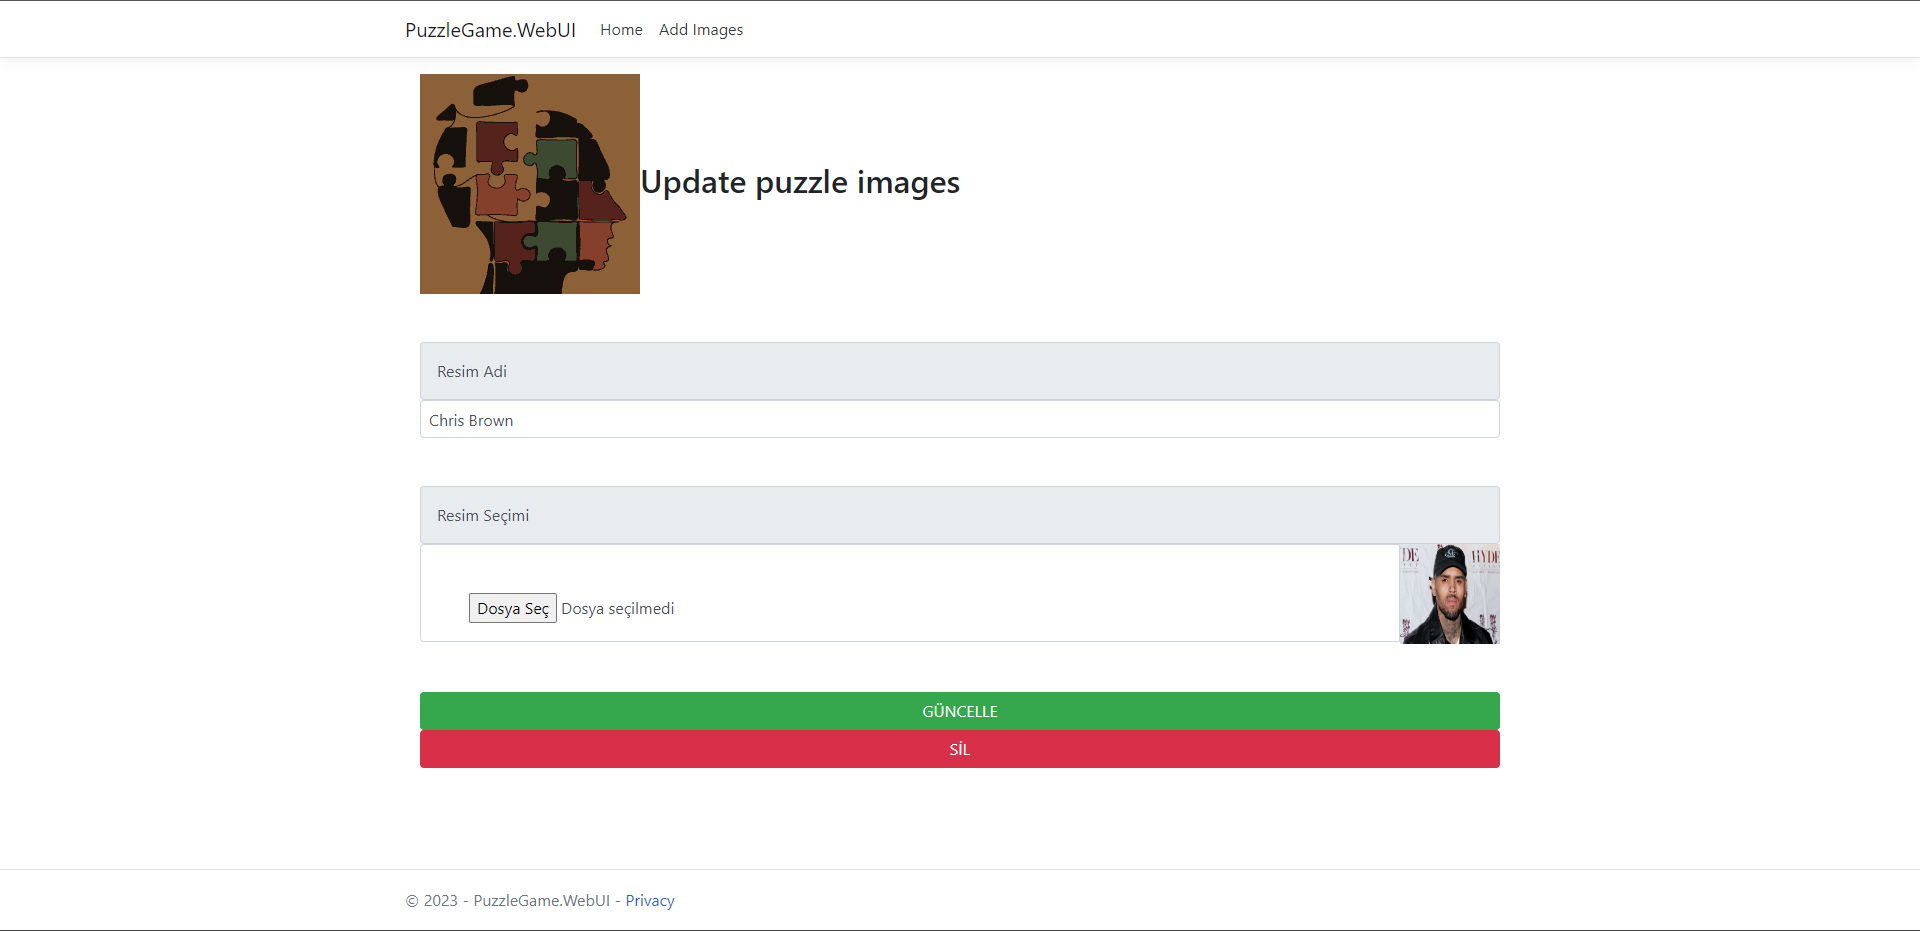 PuzzleGame.WebUI Home Add Images
Update puzzle images
Resim Adi
Chris Brown
Resim Seçimi
HYDE
Dosya Seç Dosya seçilmedi
GÜNCELLE
SİL
© 2023 - PuzzleGame.WebUI - Privacy